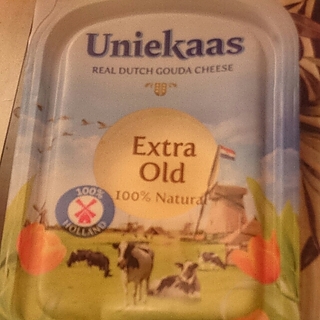 Uniekaas
REAL DUTCH GOUDA CHEESE
Extra
Old
100% Natural
100%
HOLLAND